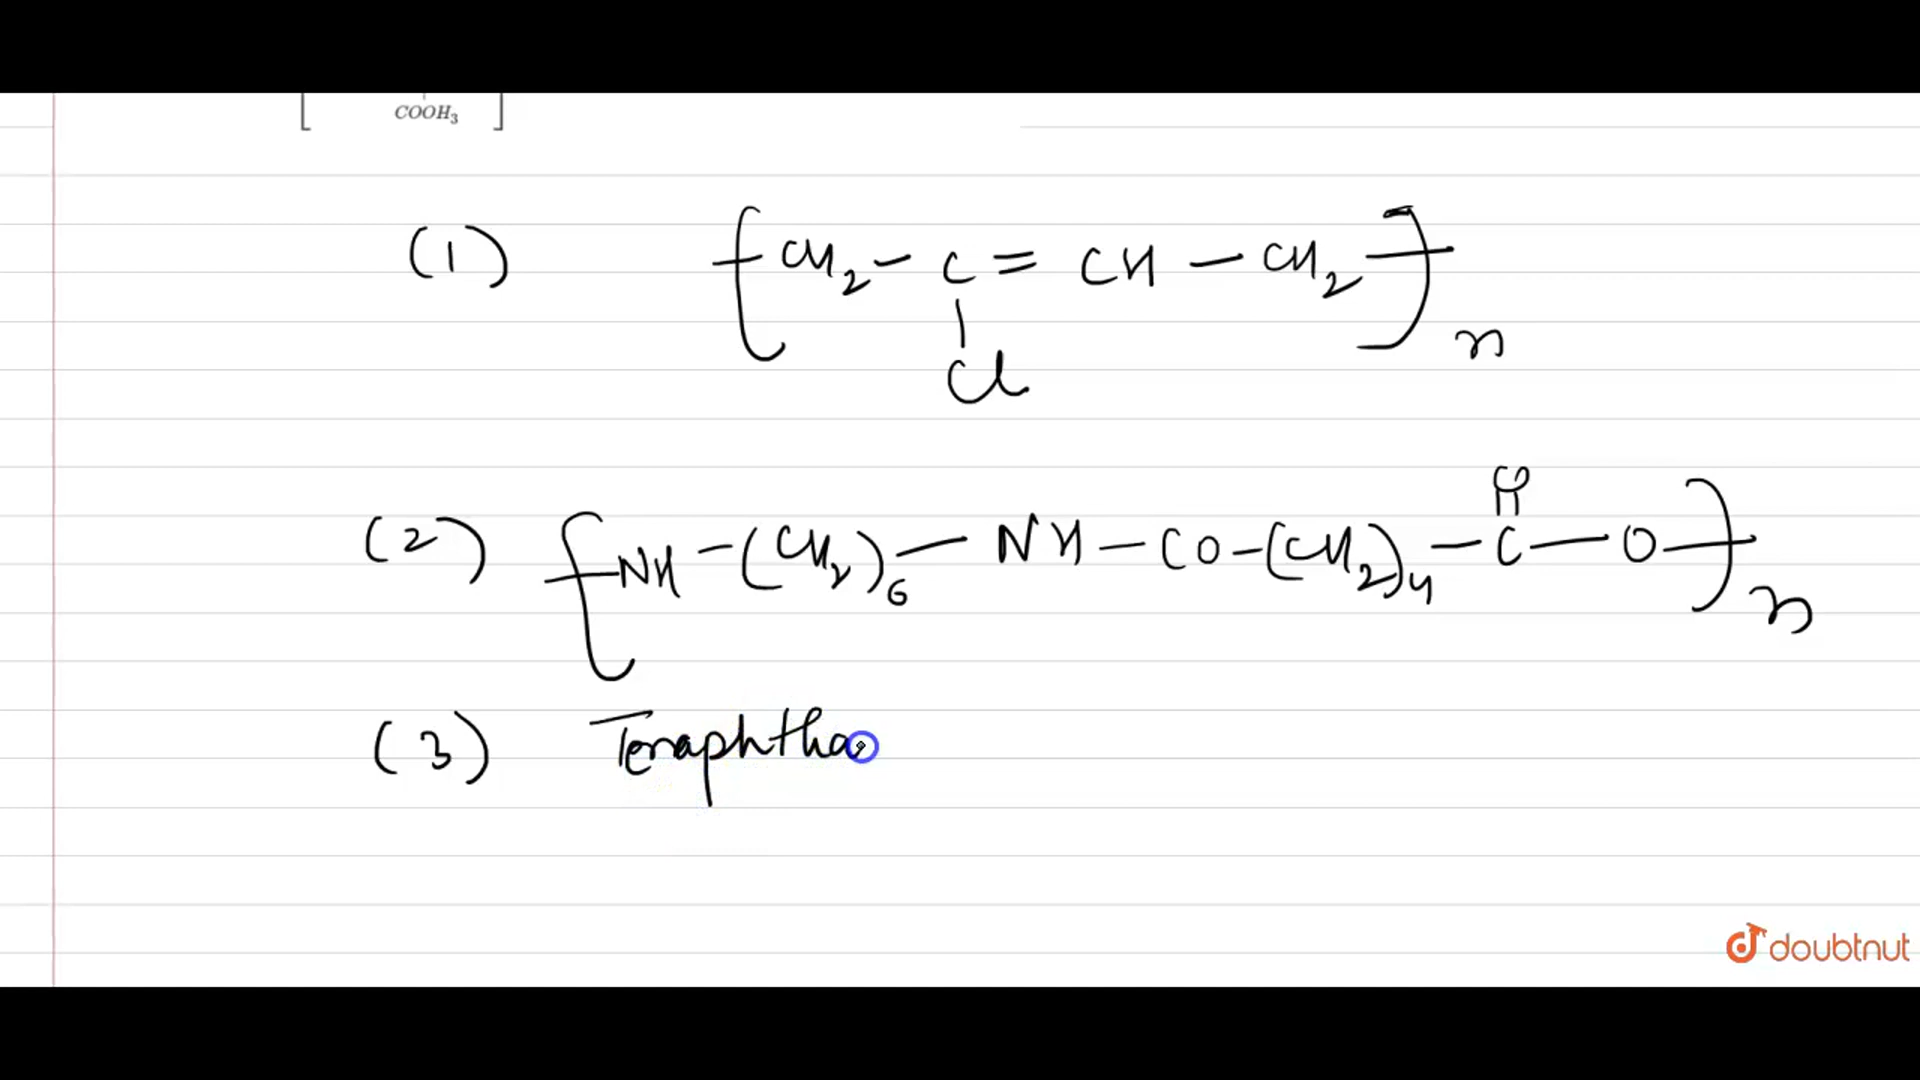 [ COOH₃ ]
(1) [-CH₂-C=CH-CH₂-]n
Cl
O
(2) [-NH-(CH₂)₆-NH-CO-(CH₂)₄-C-O-]n
(3) Teraphtha
doubtnut